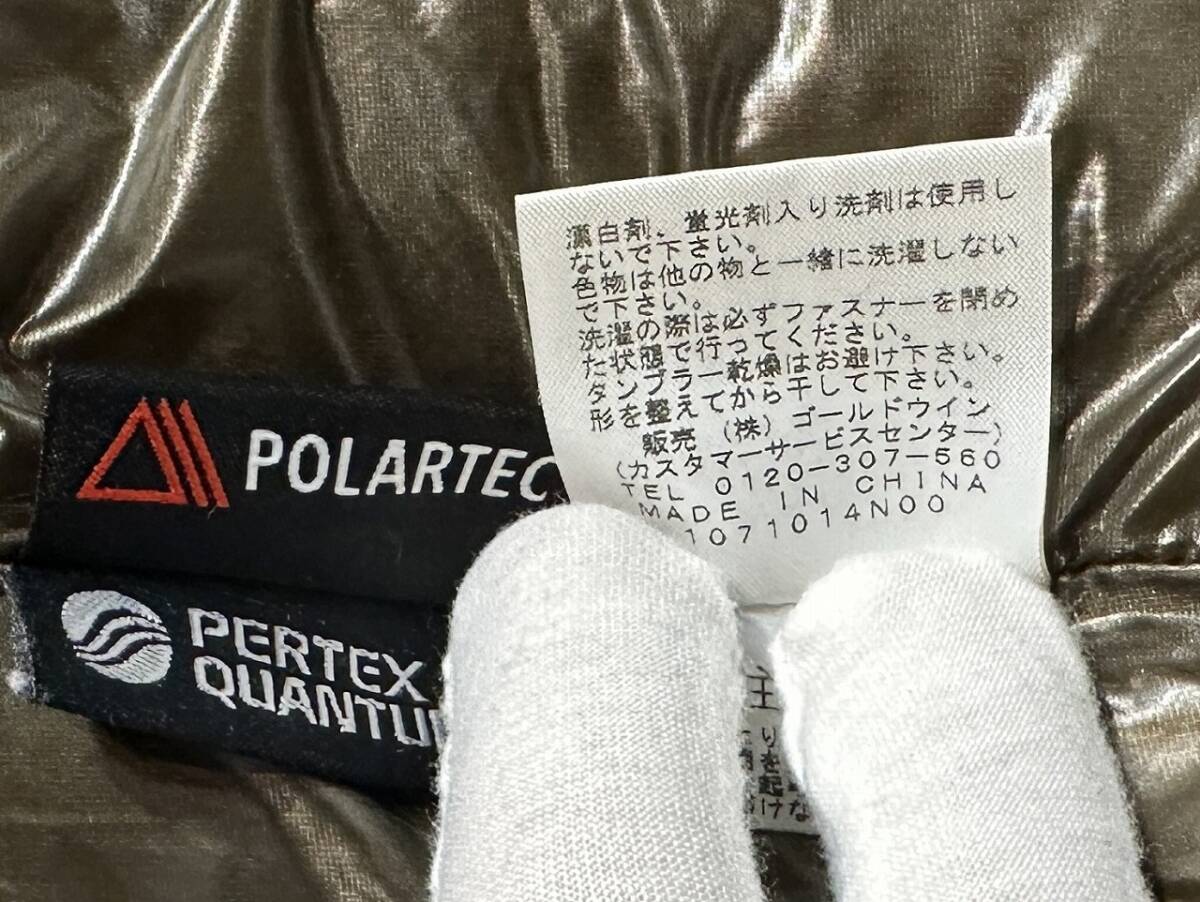 漂白剤、蛍光剤入り洗剤は使用し
ないで下さい。
色物は他の物と一緒に洗濯しない
で下さい。
洗濯の際は必ずファスナーを閉め
た状態で行ってください。
タンブラー乾燥はお避け下さい。
形を整えてから干して下さい。
販売 (株) ゴールドウイン
(カスタマーサービスセンター)
TEL 0120-307-560
MADE IN CHINA
1071014N00
POLARTEC
PERTEX
QUANTU
主